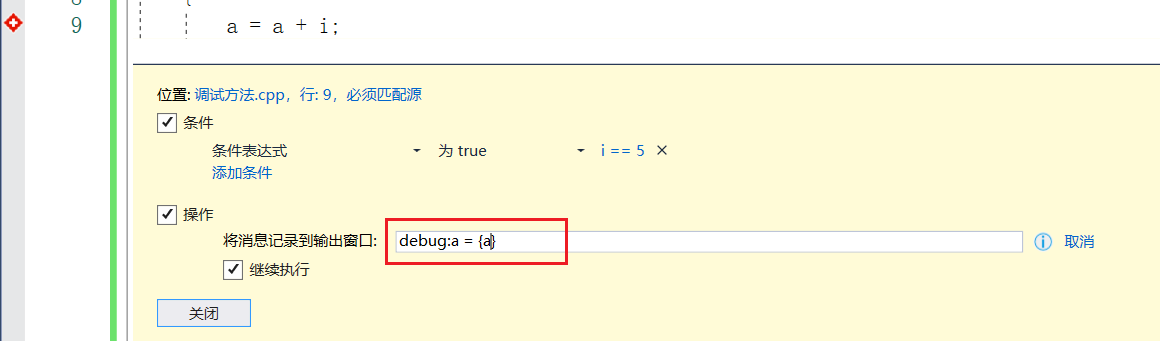 {
9 a = a + i;
位置: 调试方法.cpp, 行: 9, 必须匹配源
条件
条件表达式 为 true i == 5 ×
添加条件
操作
将消息记录到输出窗口: debug:a = {a} 取消
继续执行
关闭